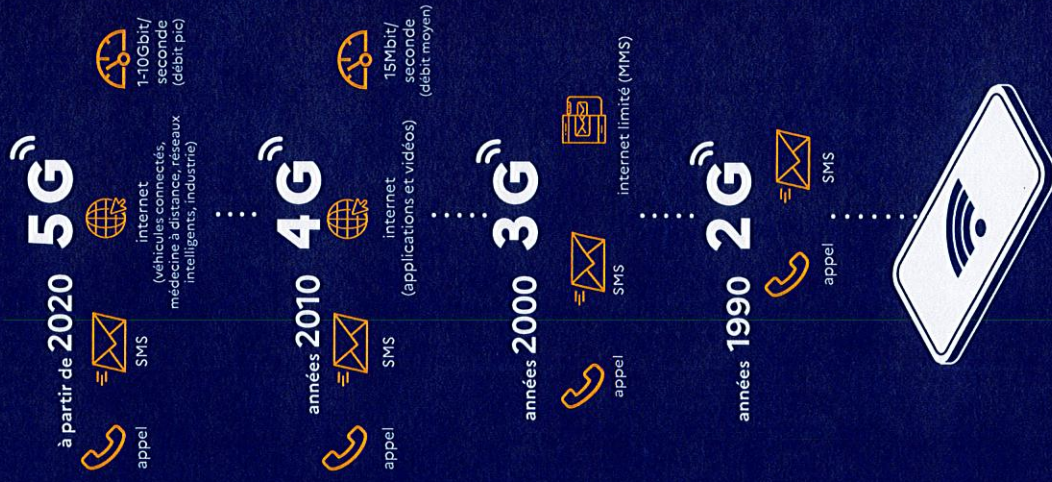 à partir de 2020 5G
appel
SMS
internet
(véhicules connectés,
médecine à distance, réseaux
intelligents, industrie)
1-10Gbit/
seconde
(débit pic)
années 2010 4G
appel
SMS
internet
(applications et vidéos)
15Mbit/
seconde
(débit moyen)
années 2000 3G
appel
SMS
internet limité (MMS)
années 1990 2G
appel
SMS